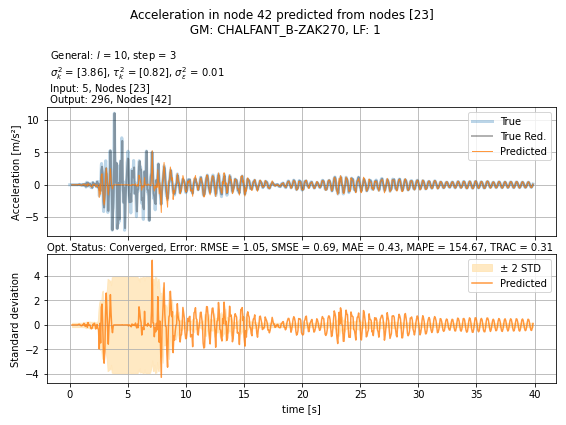 Acceleration in node 42 predicted from nodes [23]
GM: CHALFANT_B-ZAK270, LF: 1
General: l = 10, step = 3
σ²ₖ = [3.86], τ²ₖ = [0.82], σ²ε = 0.01
Input: 5, Nodes [23]
Output: 296, Nodes [42]
Acceleration [m/s²]
10
5
0
−5
True
True Red.
Predicted
Opt. Status: Converged, Error: RMSE = 1.05, SMSE = 0.69, MAE = 0.43, MAPE = 154.67, TRAC = 0.31
Standard deviation
4
2
0
−2
−4
± 2 STD
Predicted
0 5 10 15 20 25 30 35 40
time [s]